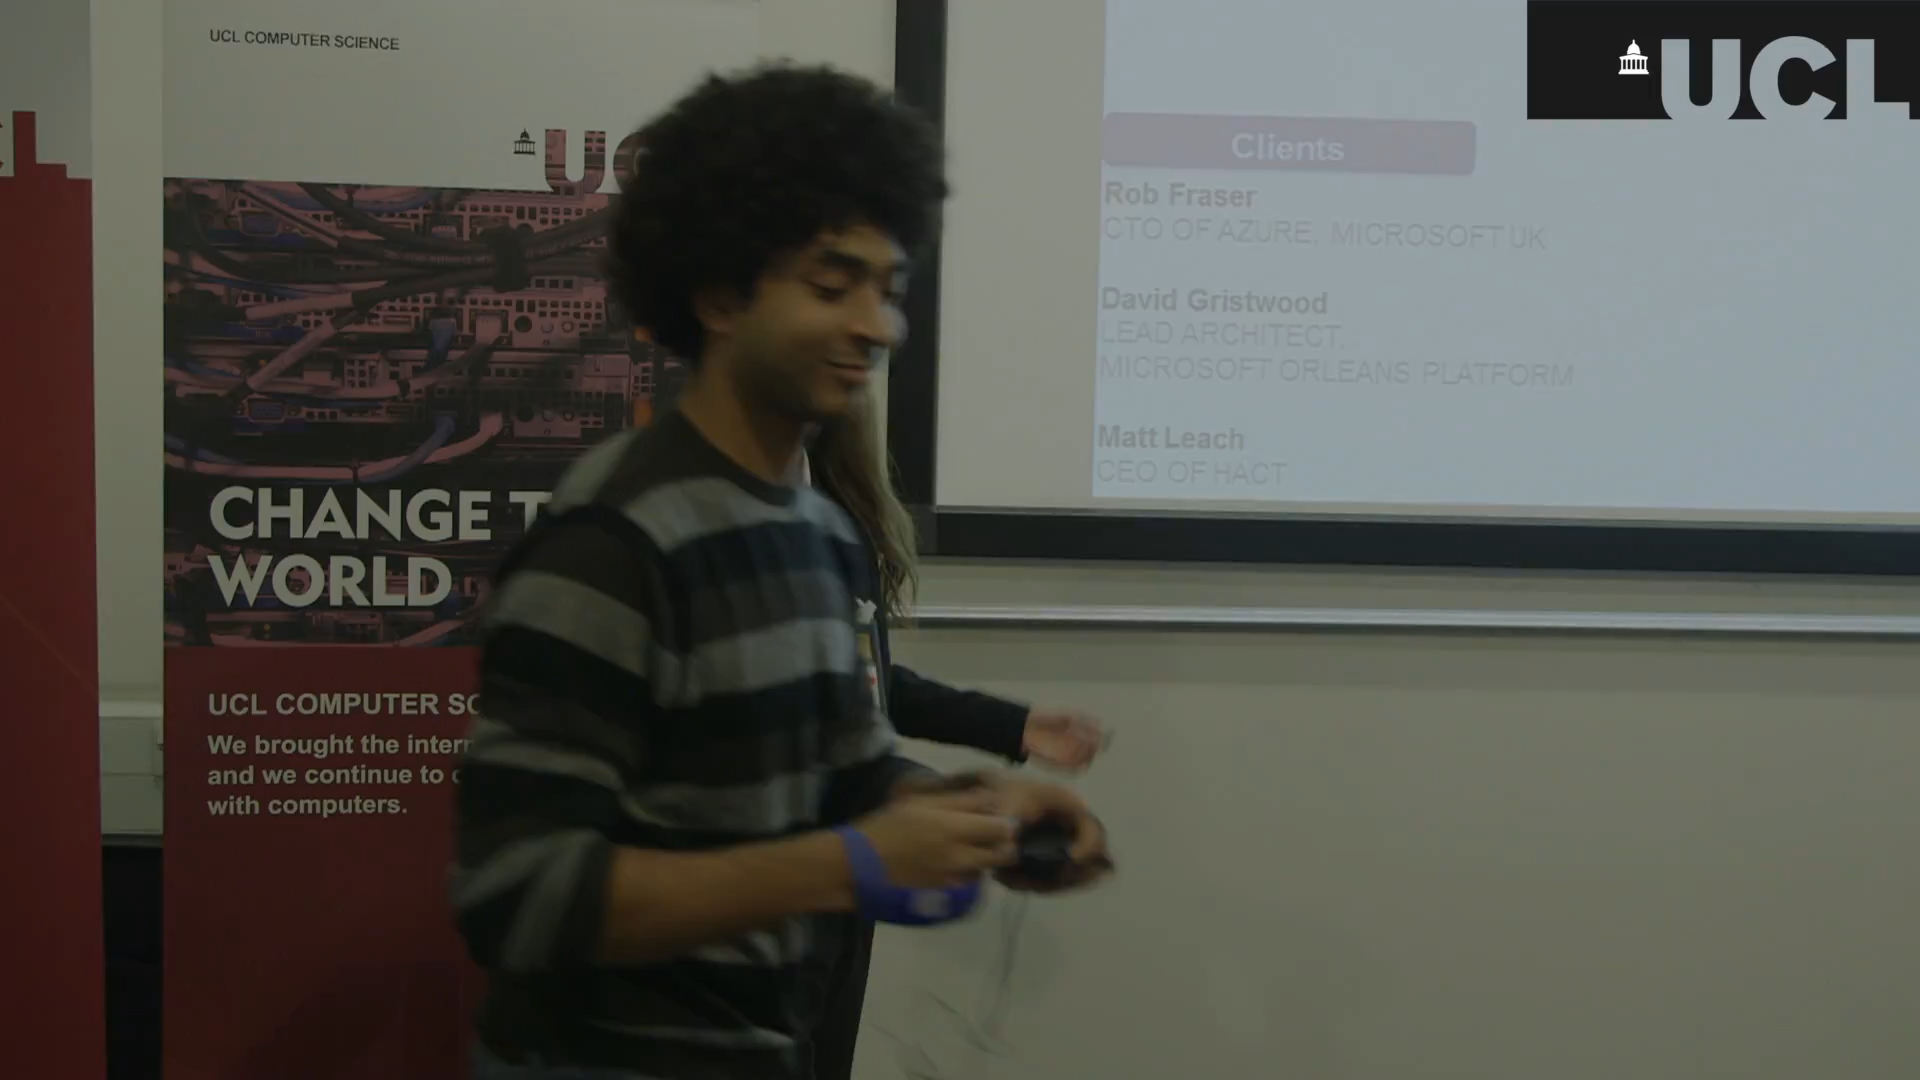 UCL COMPUTER SCIENCE
CHANGE T
WORLD
UCL COMPUTER SC
We brought the intern
and we continue to
with computers.
Clients
Rob Fraser
CTO OF AZURE, MICROSOFT UK
David Gristwood
LEAD ARCHITECT,
MICROSOFT ORLEANS PLATFORM
Matt Leach
CEO OF HACT
UCL